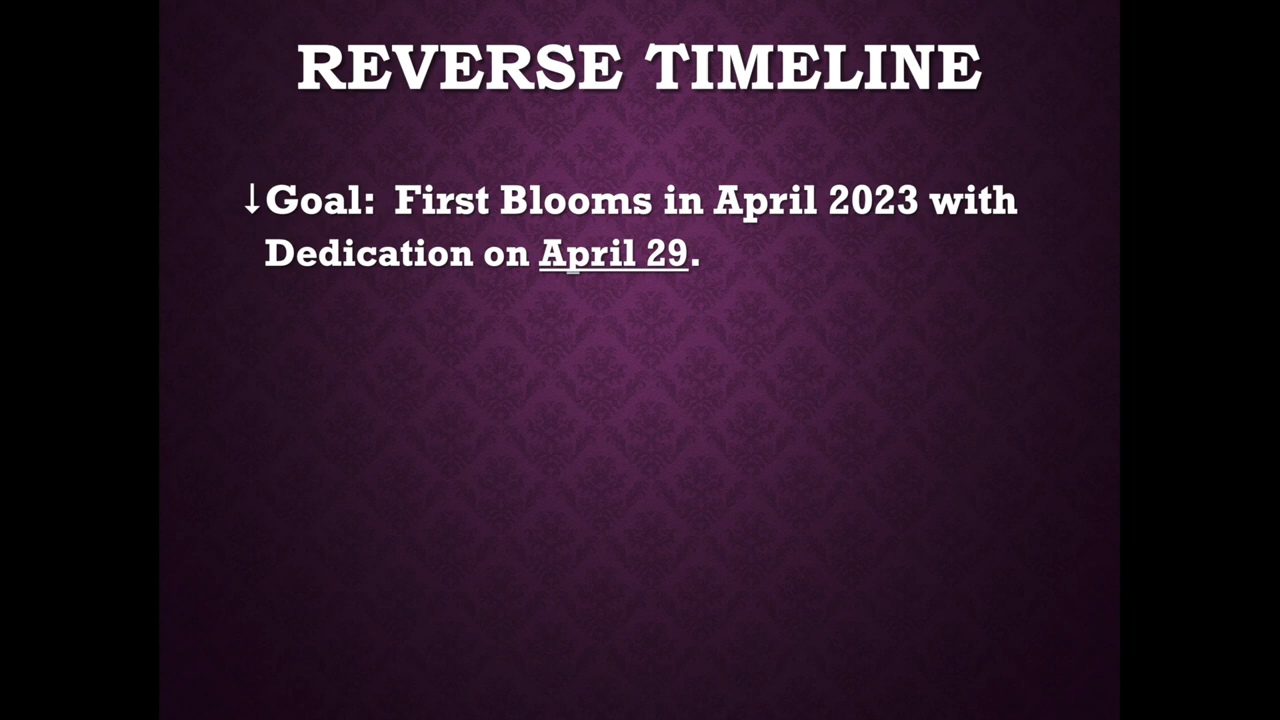 REVERSE TIMELINE
↓Goal:  First Blooms in April 2023 with
Dedication on April 29.